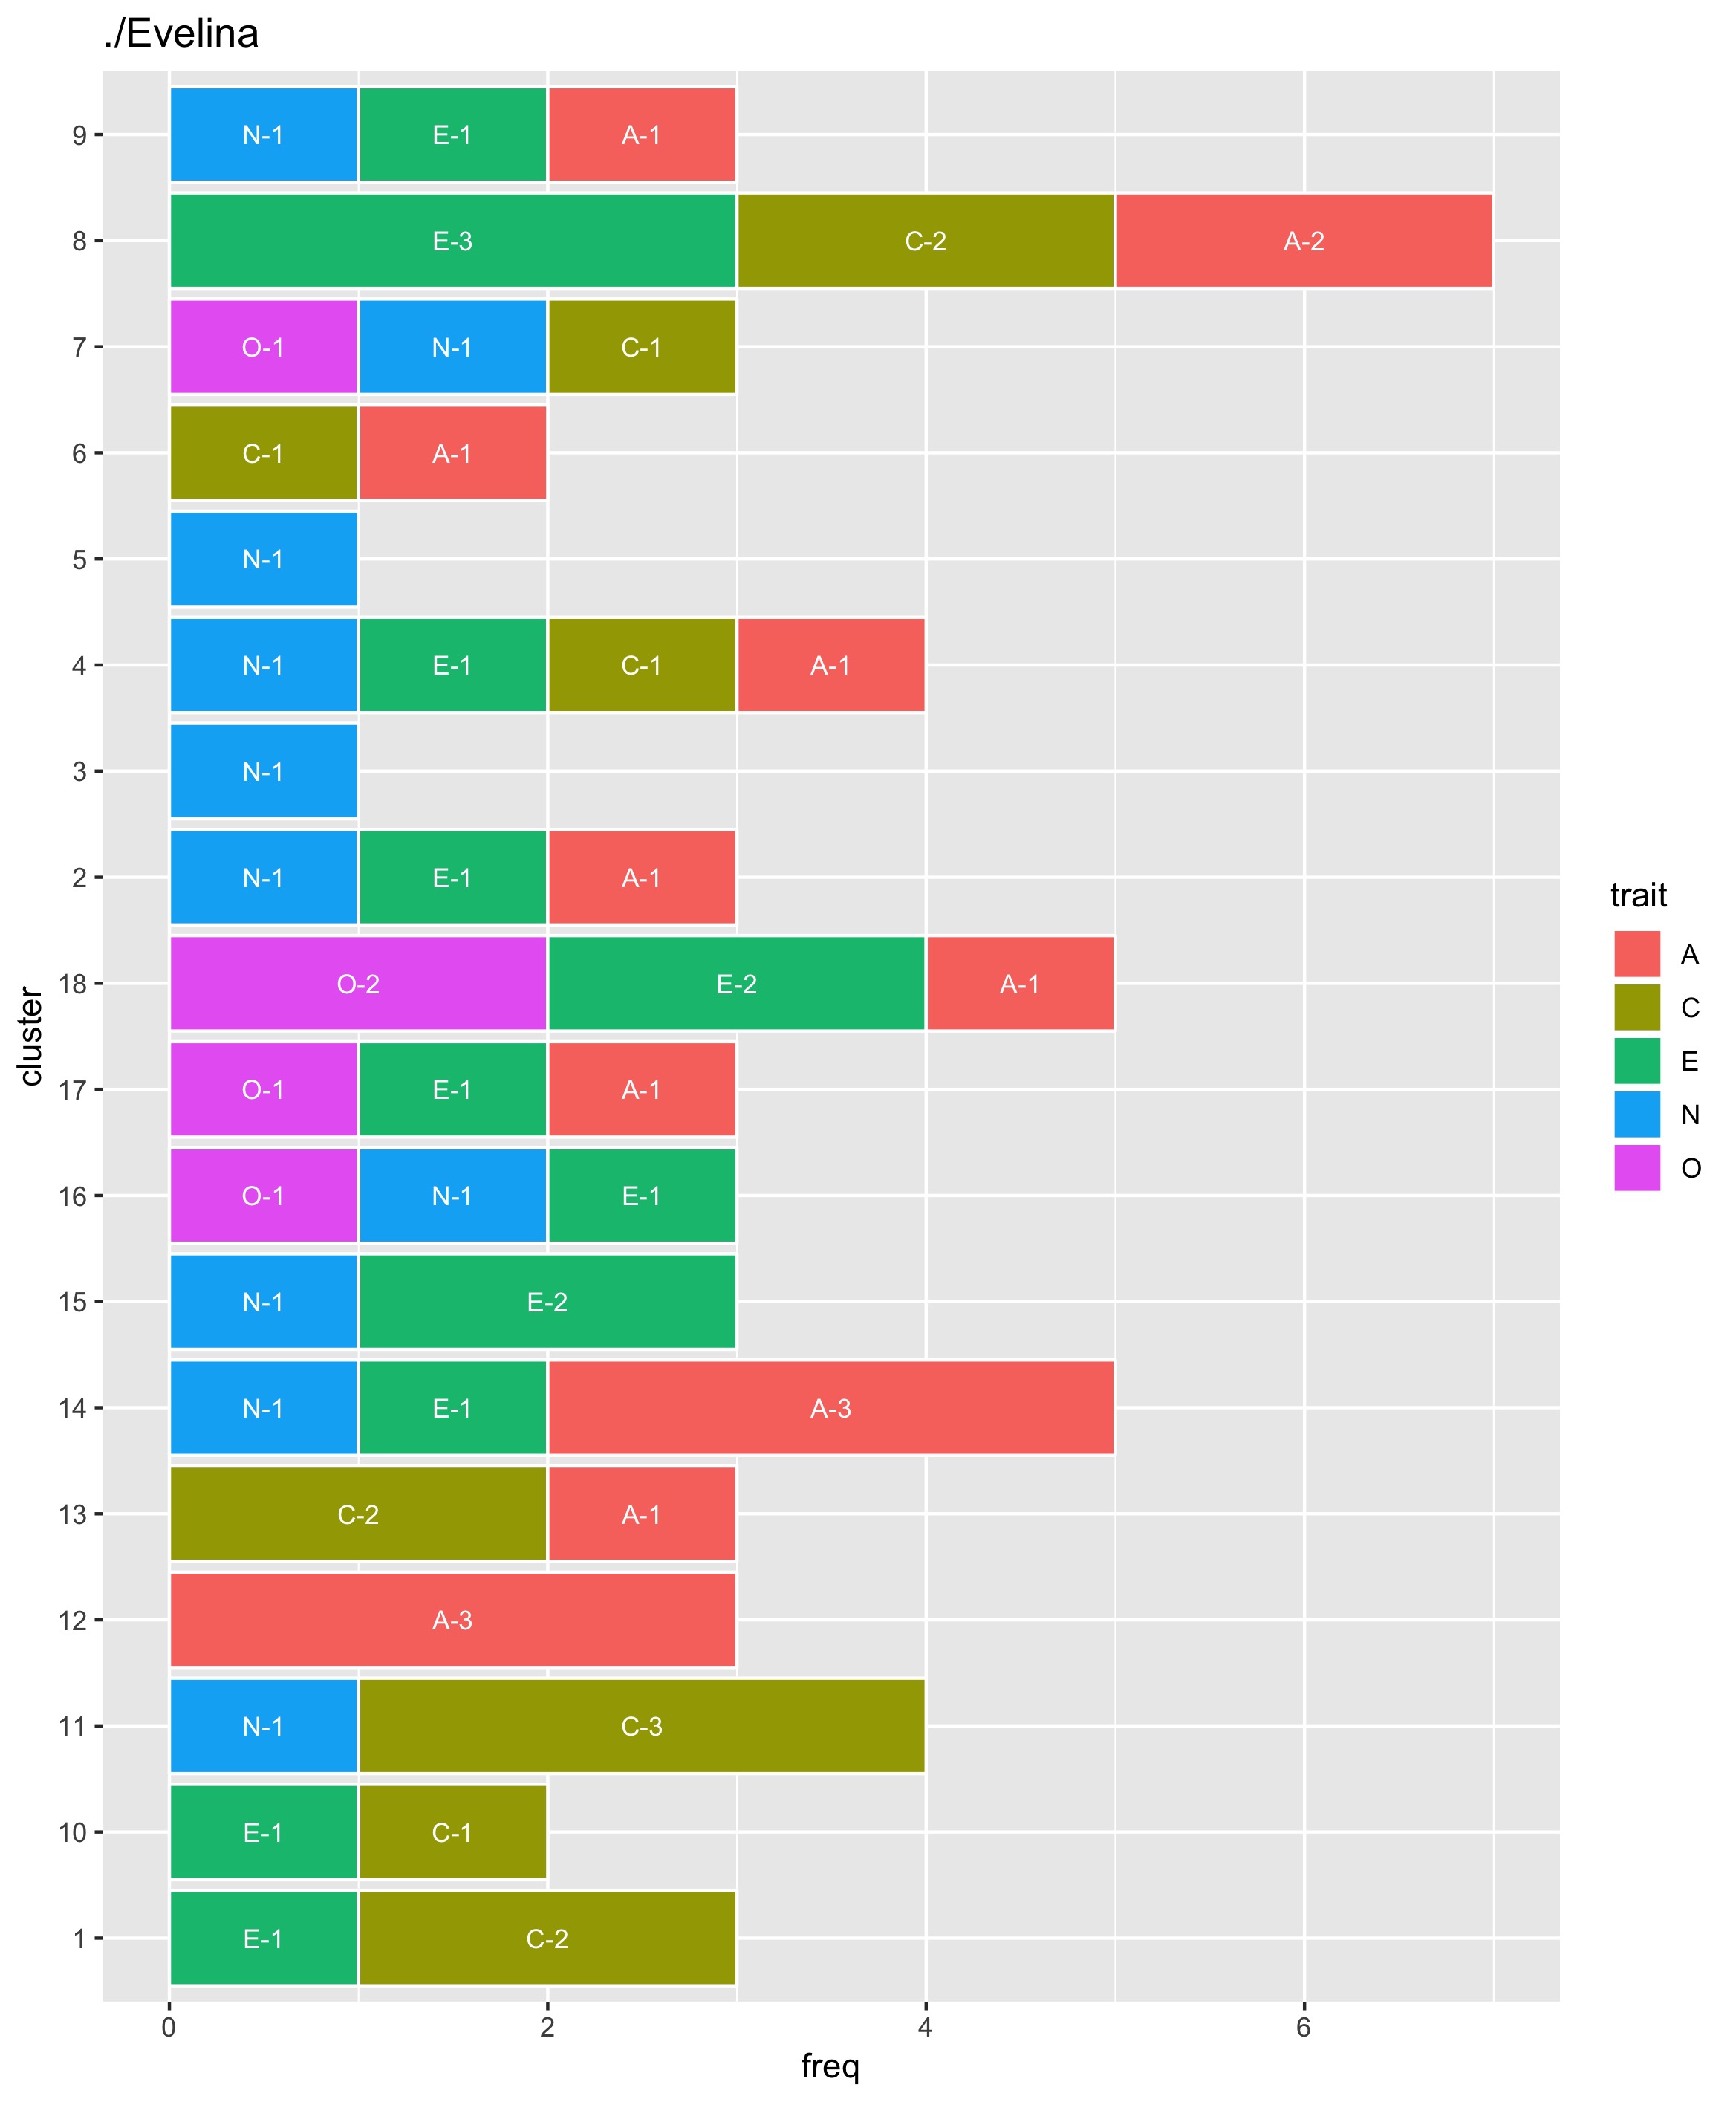 ./Evelina
9 N-1 E-1 A-1
8 E-3 C-2 A-2
7 O-1 N-1 C-1
6 C-1 A-1
5 N-1
4 N-1 E-1 C-1 A-1
3 N-1
2 N-1 E-1 A-1
18 O-2 E-2 A-1
17 O-1 E-1 A-1
16 O-1 N-1 E-1
15 N-1 E-2
14 N-1 E-1 A-3
13 C-2 A-1
12 A-3
11 N-1 C-3
10 E-1 C-1
1 E-1 C-2
0 2 4 6
freq
cluster
trait
A
C
E
N
O